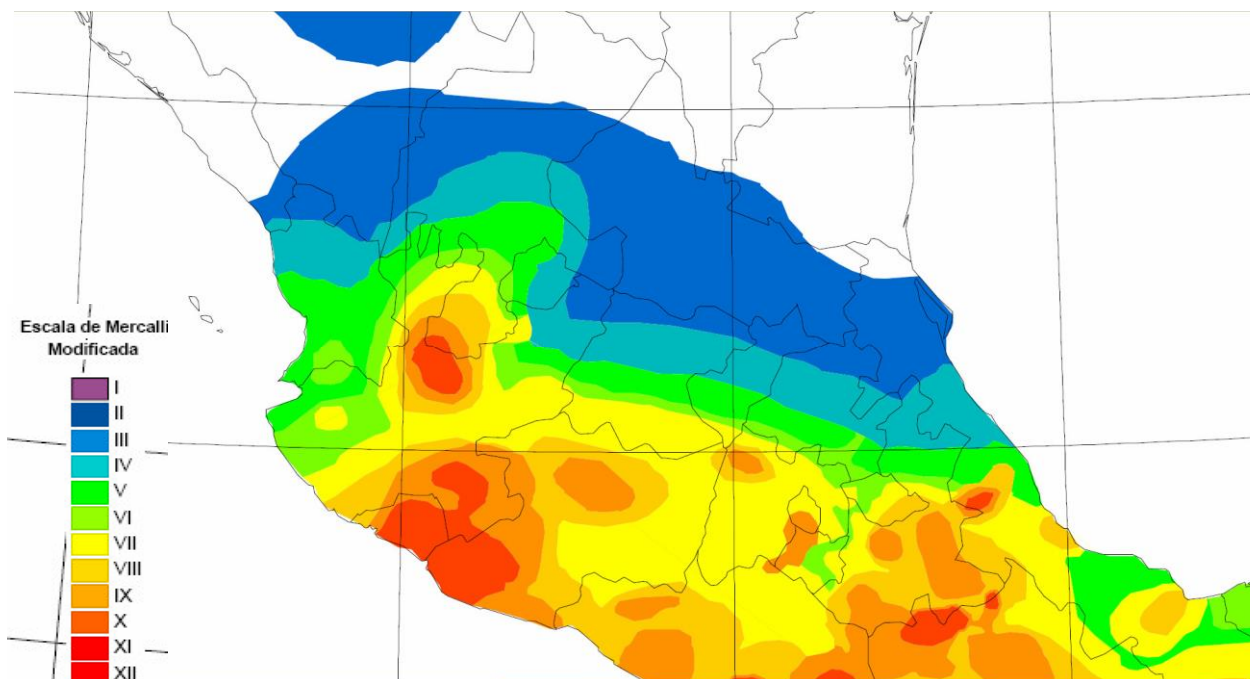 Escala de Mercalli
Modificada
I
II
III
IV
V
VI
VII
VIII
IX
X
XI
XII